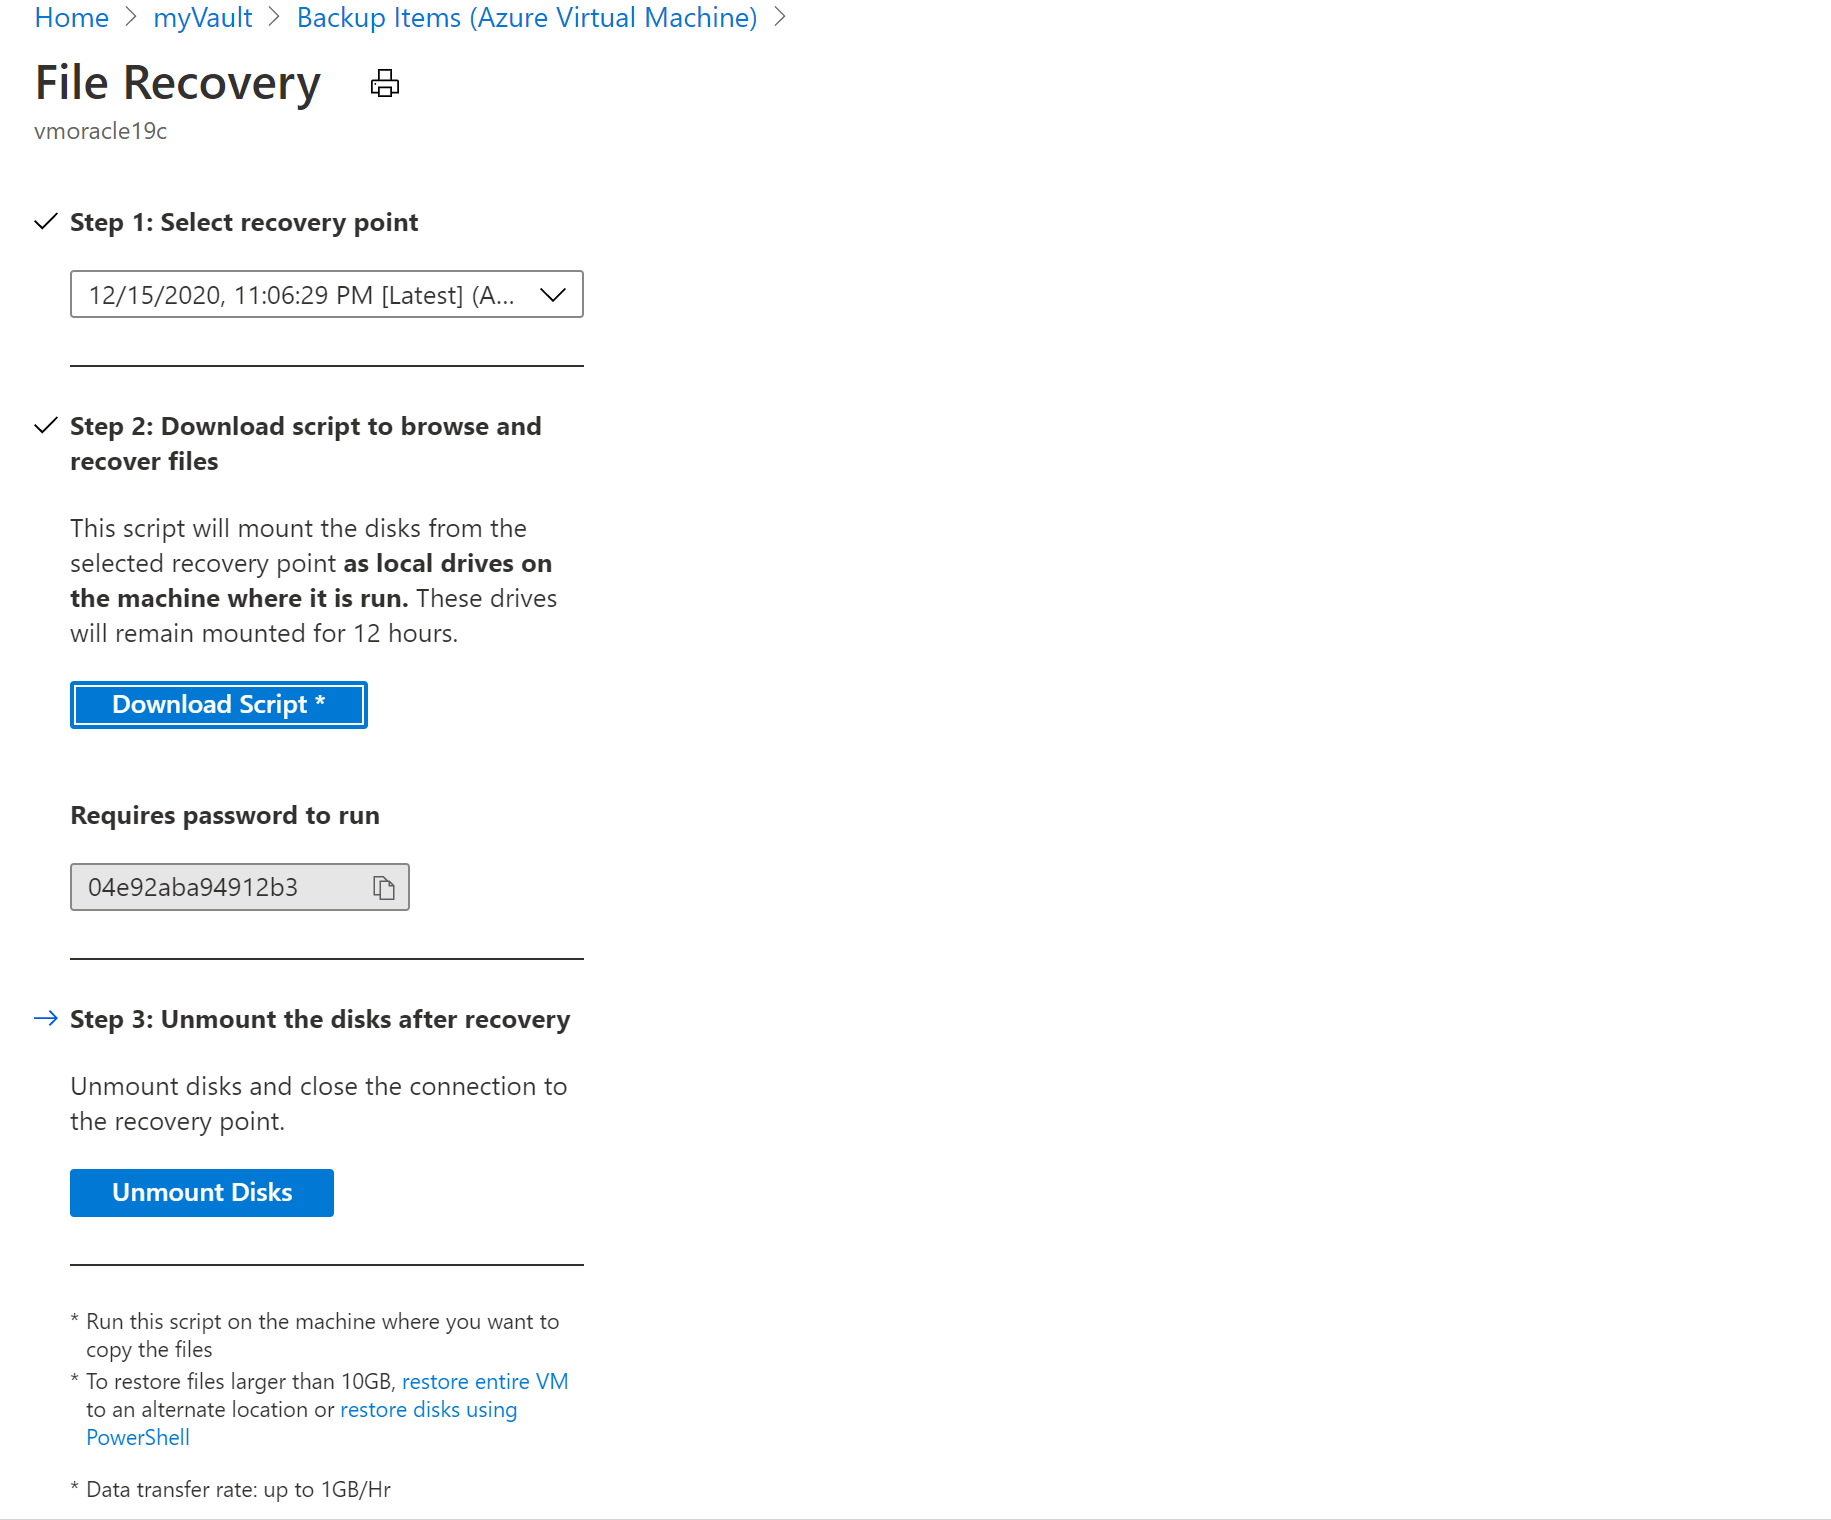 Home > myVault > Backup Items (Azure Virtual Machine) >
File Recovery
vmoracle19c
Step 1: Select recovery point
12/15/2020, 11:06:29 PM [Latest] (A...
Step 2: Download script to browse and
recover files
This script will mount the disks from the
selected recovery point as local drives on
the machine where it is run. These drives
will remain mounted for 12 hours.
Download Script *
Requires password to run
04e92aba94912b3
Step 3: Unmount the disks after recovery
Unmount disks and close the connection to
the recovery point.
Unmount Disks
* Run this script on the machine where you want to
copy the files
* To restore files larger than 10GB, restore entire VM
to an alternate location or restore disks using
PowerShell
* Data transfer rate: up to 1GB/Hr